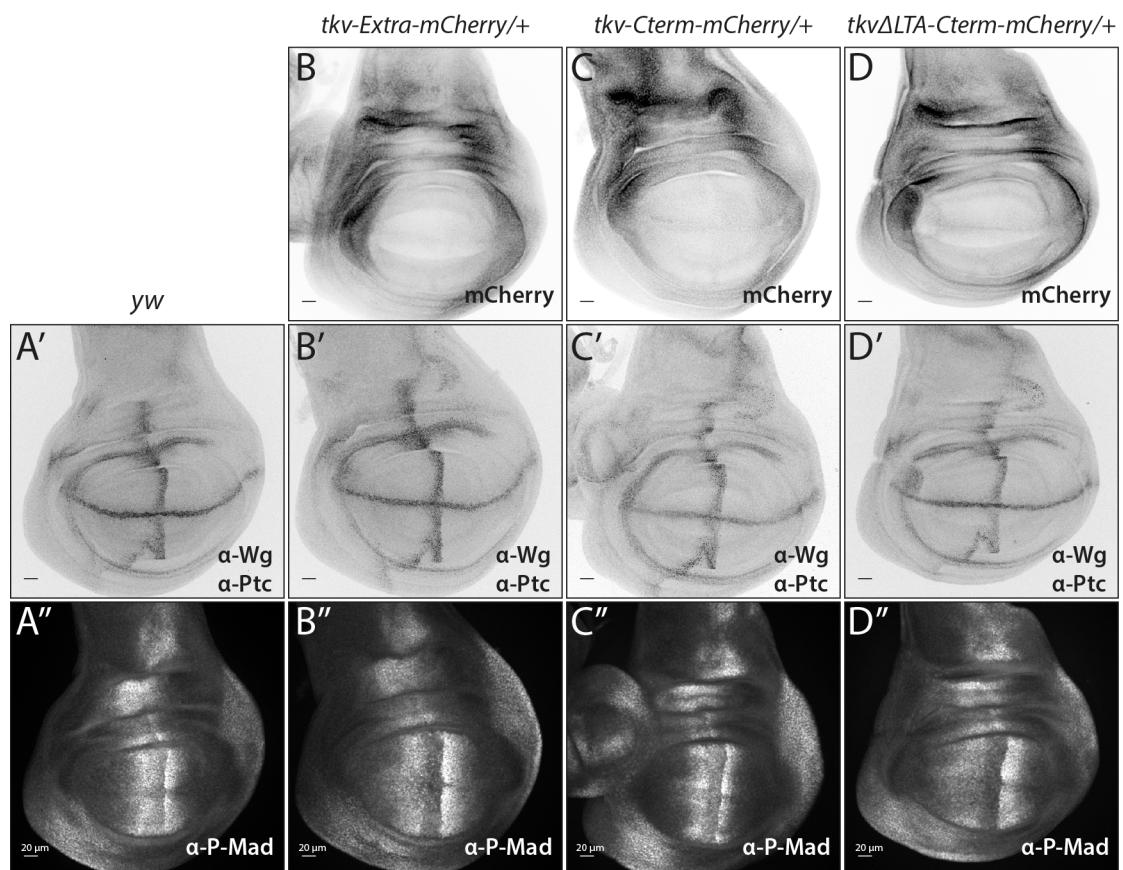 tkv-Extra-mCherry/+ tkv-Cterm-mCherry/+ tkvΔLTA-Cterm-mCherry/+
B C D
mCherry mCherry mCherry
yw
A′ B′ C′ D′
α-Wg α-Wg α-Wg α-Wg
α-Ptc α-Ptc α-Ptc α-Ptc
A″ B″ C″ D″
20 μm α-P-Mad 20 μm α-P-Mad 20 μm α-P-Mad 20 μm α-P-Mad